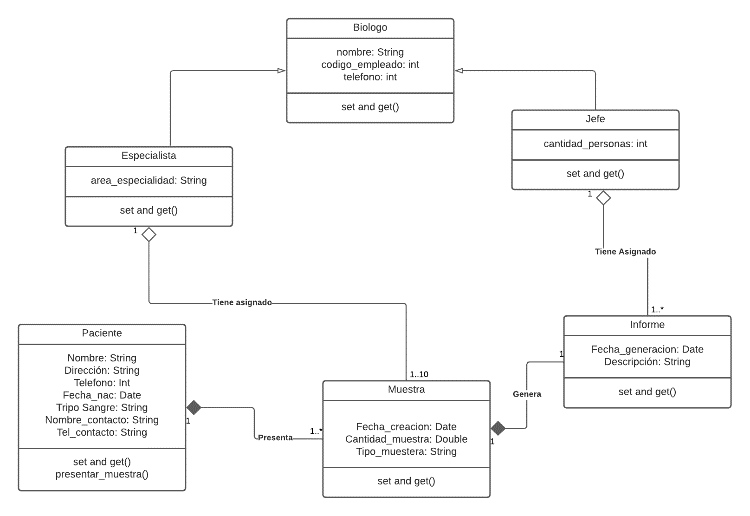 Biologo
nombre: String
codigo_empleado: int
telefono: int
set and get()
Jefe
cantidad_personas: int
set and get()
1
Especialista
area_especialidad: String
set and get()
1
Tiene Asignado
1..*
Tiene asignado
1..10
Informe
Fecha_generacion: Date
Descripción: String
set and get()
1
Paciente
Nombre: String
Dirección: String
Telefono: Int
Fecha_nac: Date
Tripo Sangre: String
Nombre_contacto: String
Tel_contacto: String
set and get()
presentar_muestra()
1
Presenta
1..*
Muestra
Fecha_creacion: Date
Cantidad_muestra: Double
Tipo_muestera: String
set and get()
1
Genera